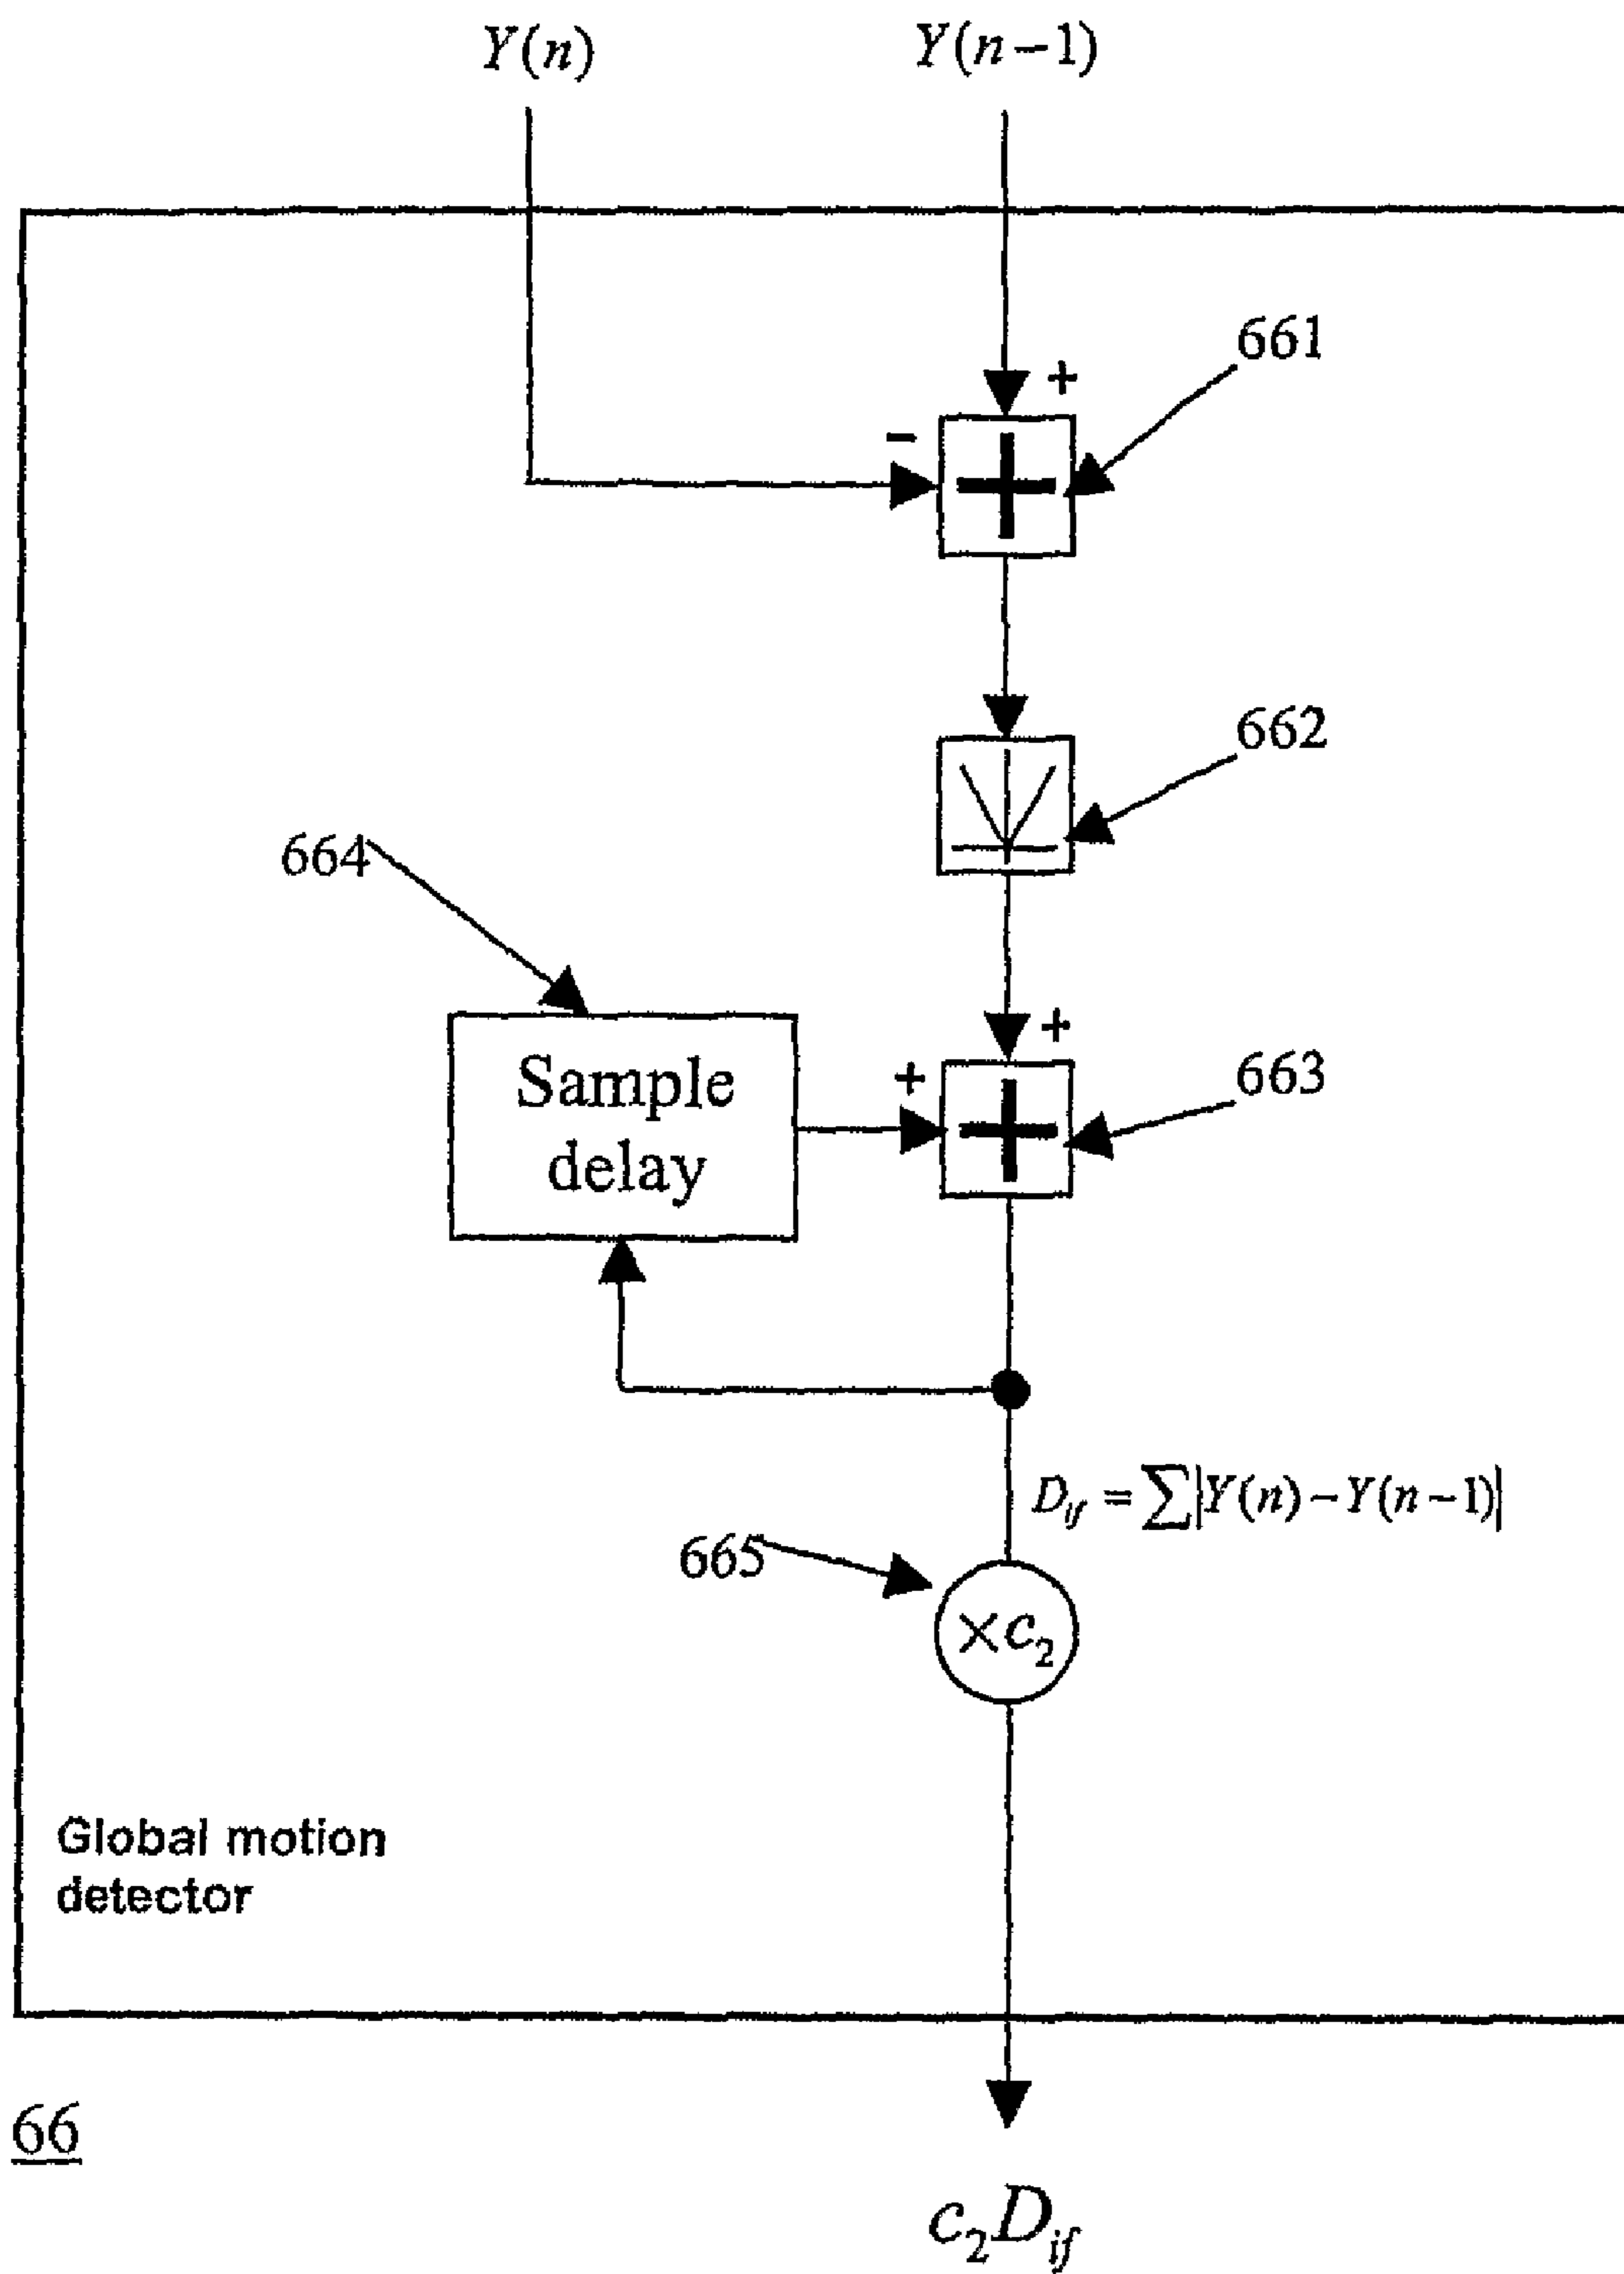 Y(n)
Y(n−1)
+
661
−
662
664
+
Sample
delay
+
663
D_if = ∑|Y(n)−Y(n−1)|
665
×c₂
Global motion
detector
66
c₂D_if